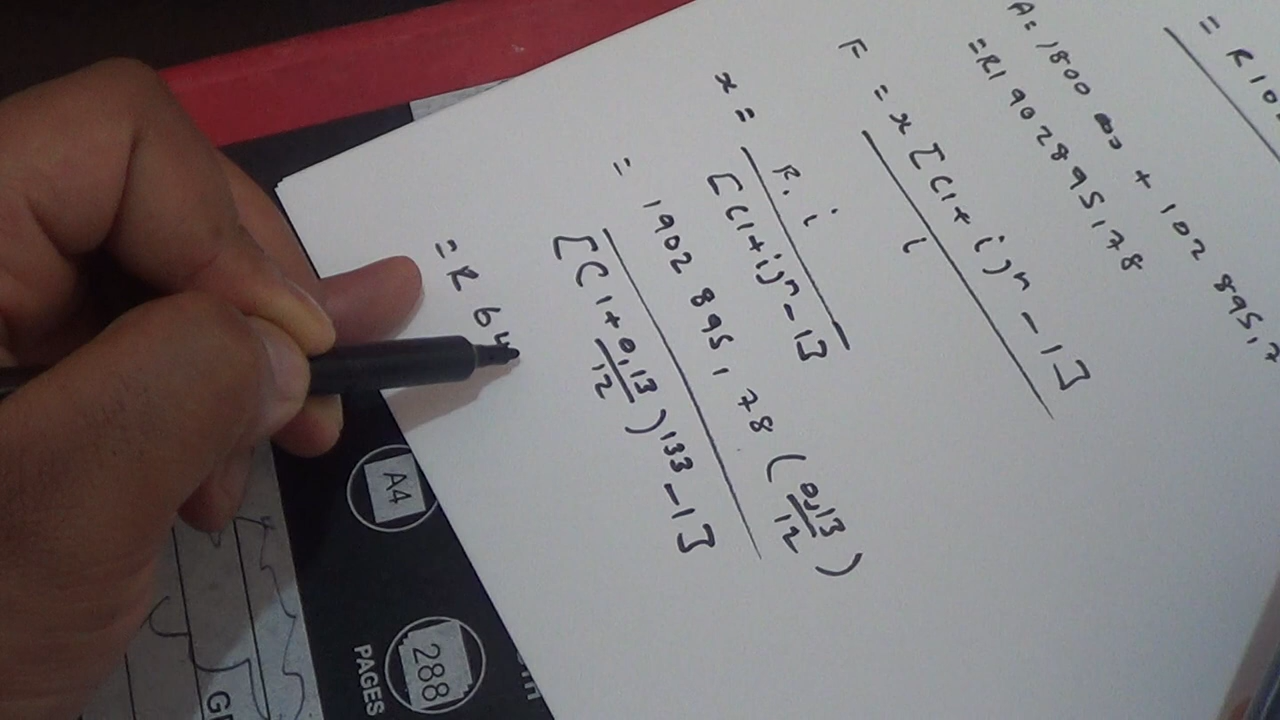 = R 10
A = 1800 000 + 102 895,7
= R1 902 895,78
F = x [(1 + i)ⁿ - 1]
i
x = F. i
[(1 + i)ⁿ - 1]
= 1902 895, 78 (0,13/12)
[(1 + 0,13/12)¹³³ - 1]
= R 64
A4
288
PAGES